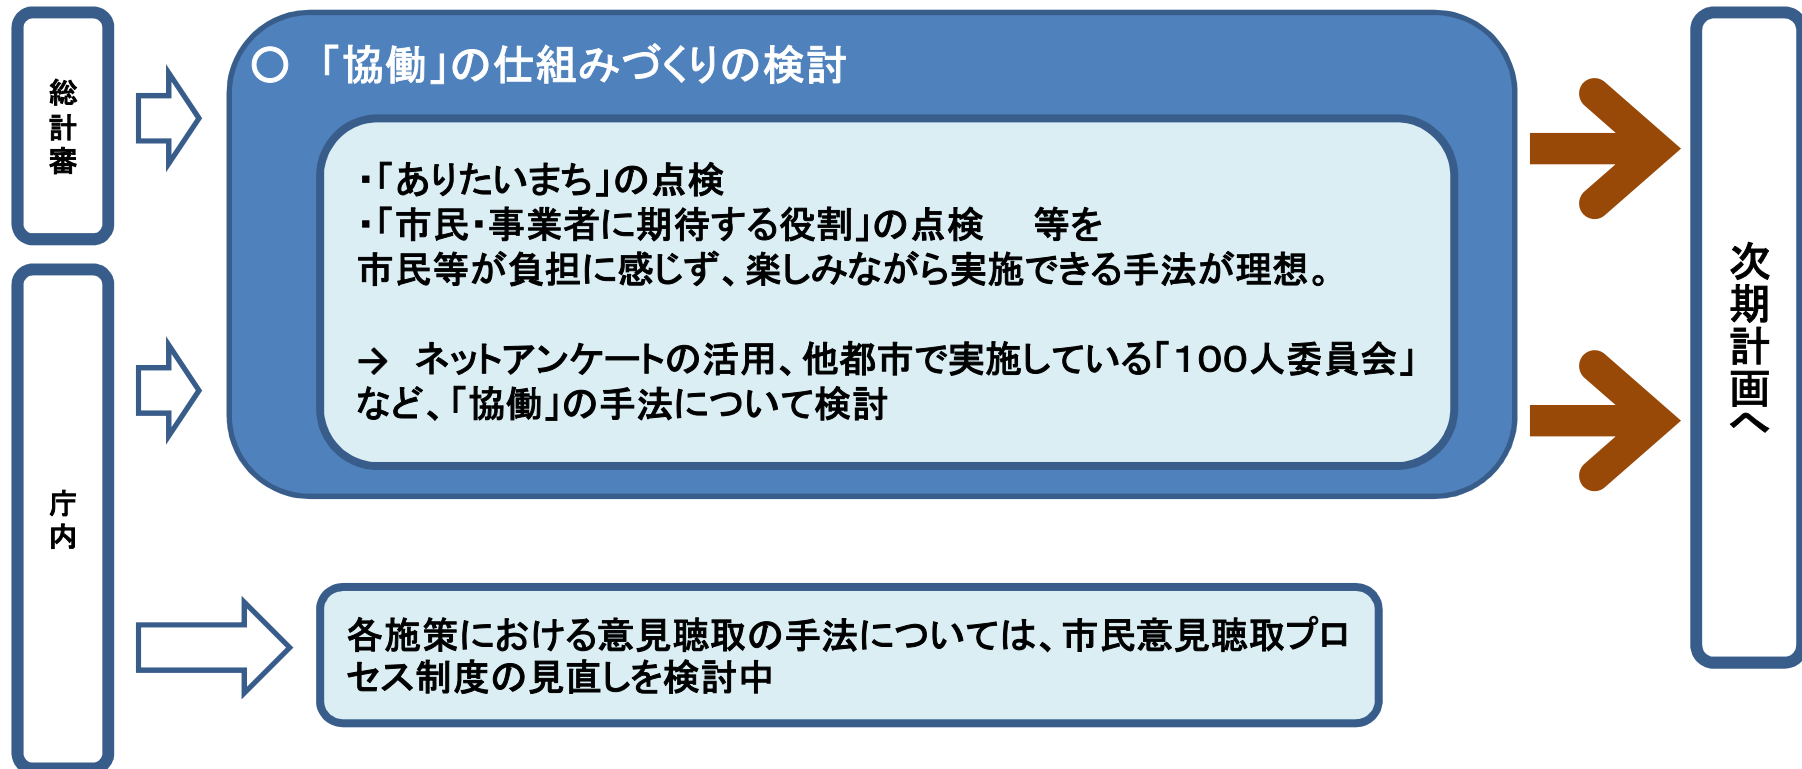 総計審
庁内
○ 「協働」の仕組みづくりの検討
・「ありたいまち」の点検
・「市民・事業者に期待する役割」の点検 等を
市民等が負担に感じず、楽しみながら実施できる手法が理想。
→ ネットアンケートの活用、他都市で実施している「１００人委員会」
など、「協働」の手法について検討
各施策における意見聴取の手法については、市民意見聴取プロ
セス制度の見直しを検討中
次期計画へ